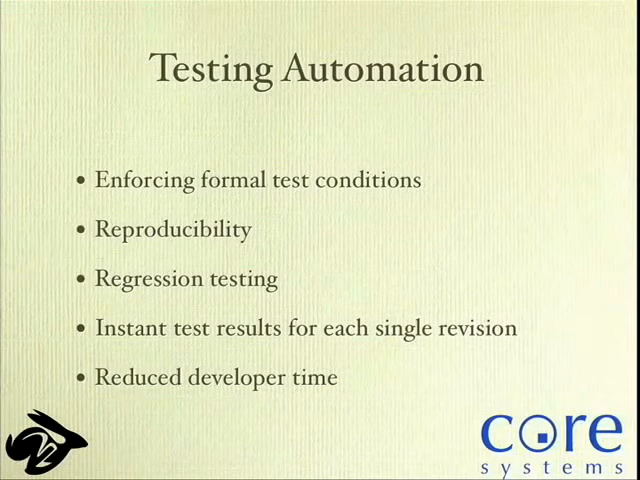 Testing Automation
• Enforcing formal test conditions
• Reproducibility
• Regression testing
• Instant test results for each single revision
• Reduced developer time
core
systems